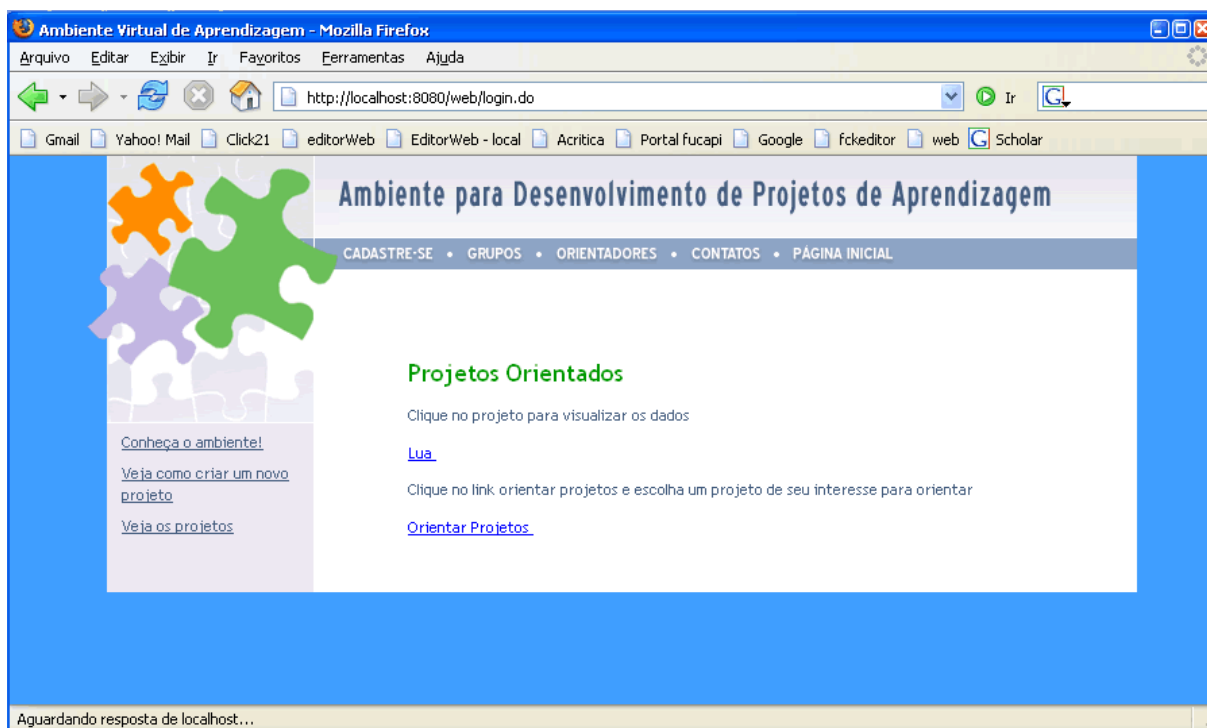 Ambiente Virtual de Aprendizagem - Mozilla Firefox
Arquivo Editar Exibir Ir Favoritos Ferramentas Ajuda
http://localhost:8080/web/login.do Ir G
Gmail Yahoo! Mail Click21 editorWeb EditorWeb - local Acritica Portal fucapi Google fckeditor web G Scholar
Ambiente para Desenvolvimento de Projetos de Aprendizagem
CADASTRE-SE • GRUPOS • ORIENTADORES • CONTATOS • PÁGINA INICIAL
Conheça o ambiente!
Veja como criar um novo
projeto
Veja os projetos
Projetos Orientados
Clique no projeto para visualizar os dados
Lua
Clique no link orientar projetos e escolha um projeto de seu interesse para orientar
Orientar Projetos
Aguardando resposta de localhost...